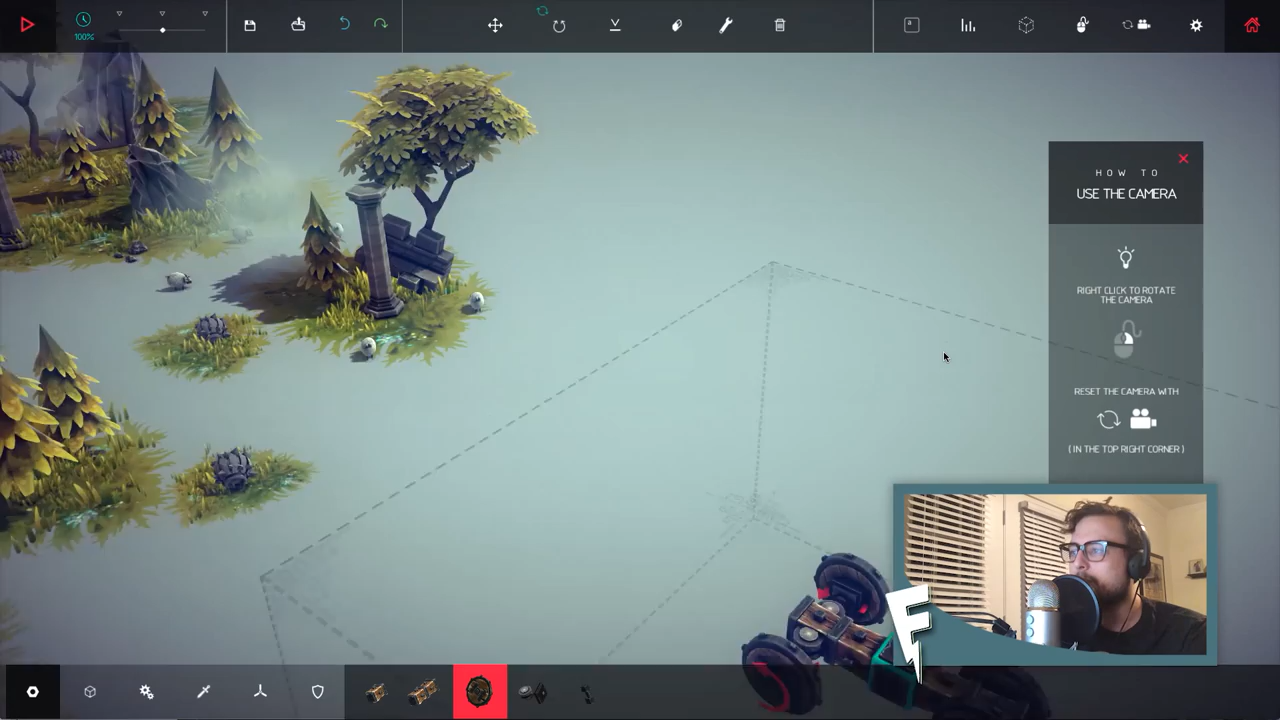 100%
HOW TO
USE THE CAMERA
RIGHT CLICK TO ROTATE
THE CAMERA
RESET THE CAMERA WITH
( IN THE TOP RIGHT CORNER )
F